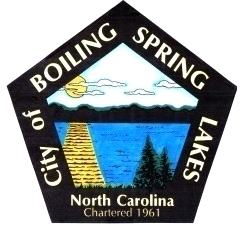 City of
BOILING SPRING
LAKES
North Carolina
Chartered 1961